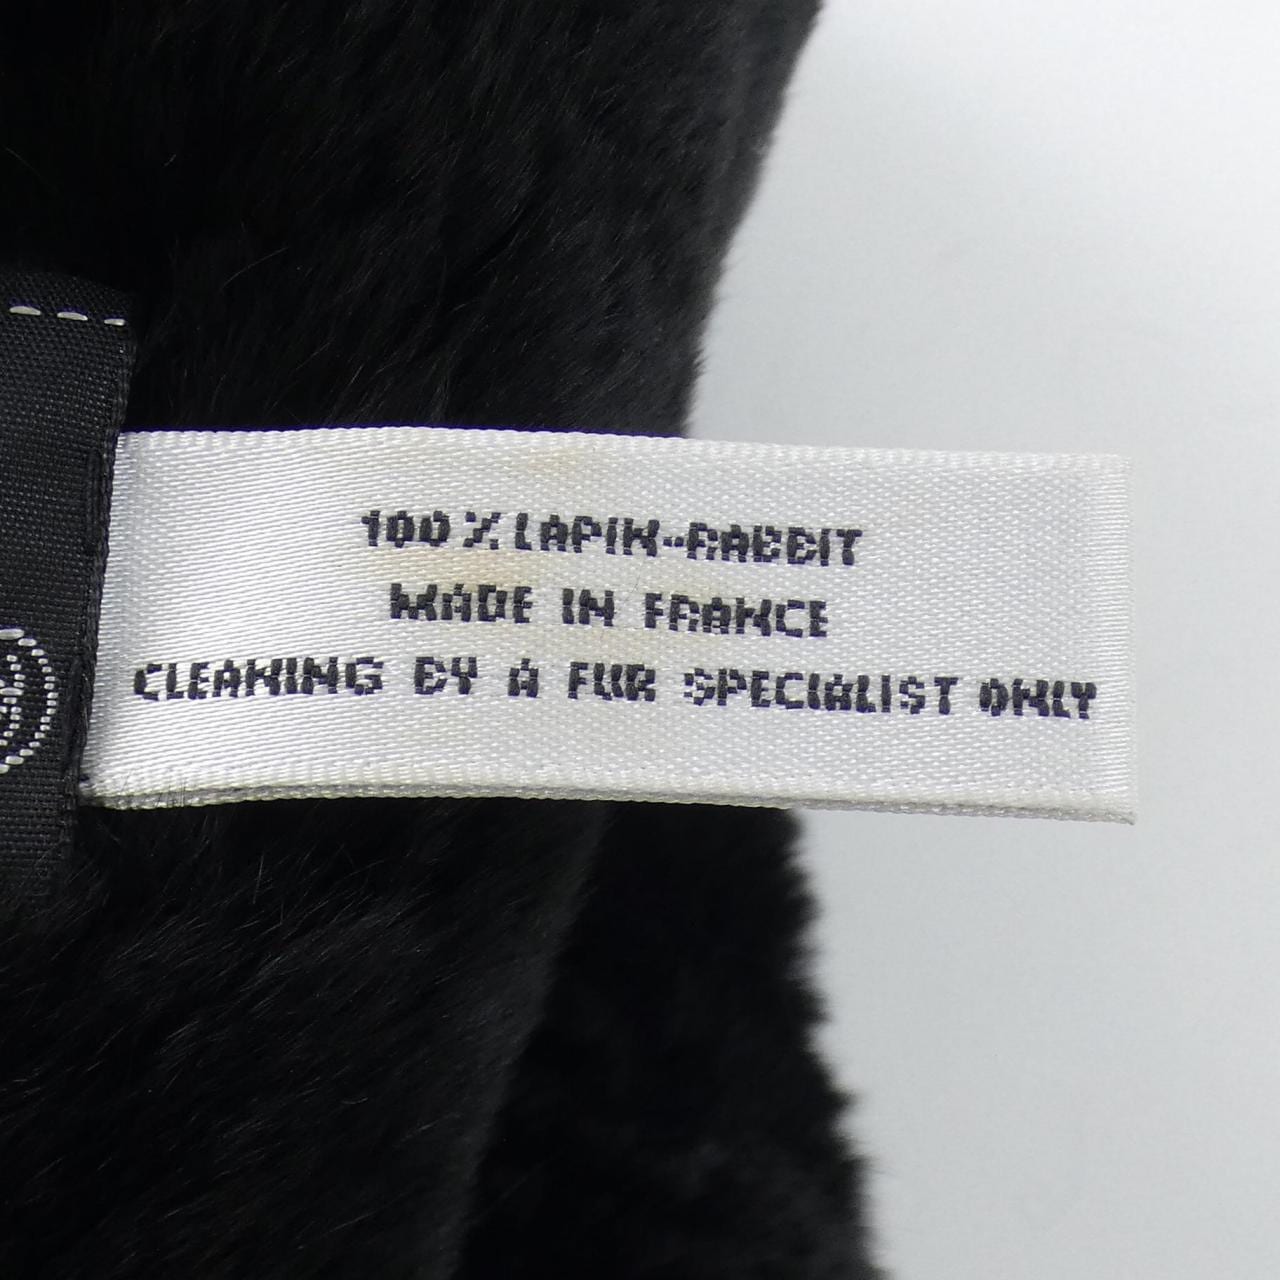 100% LAPIN-RABBIT
MADE IN FRANCE
CLEANING BY A FUR SPECIALIST ONLY